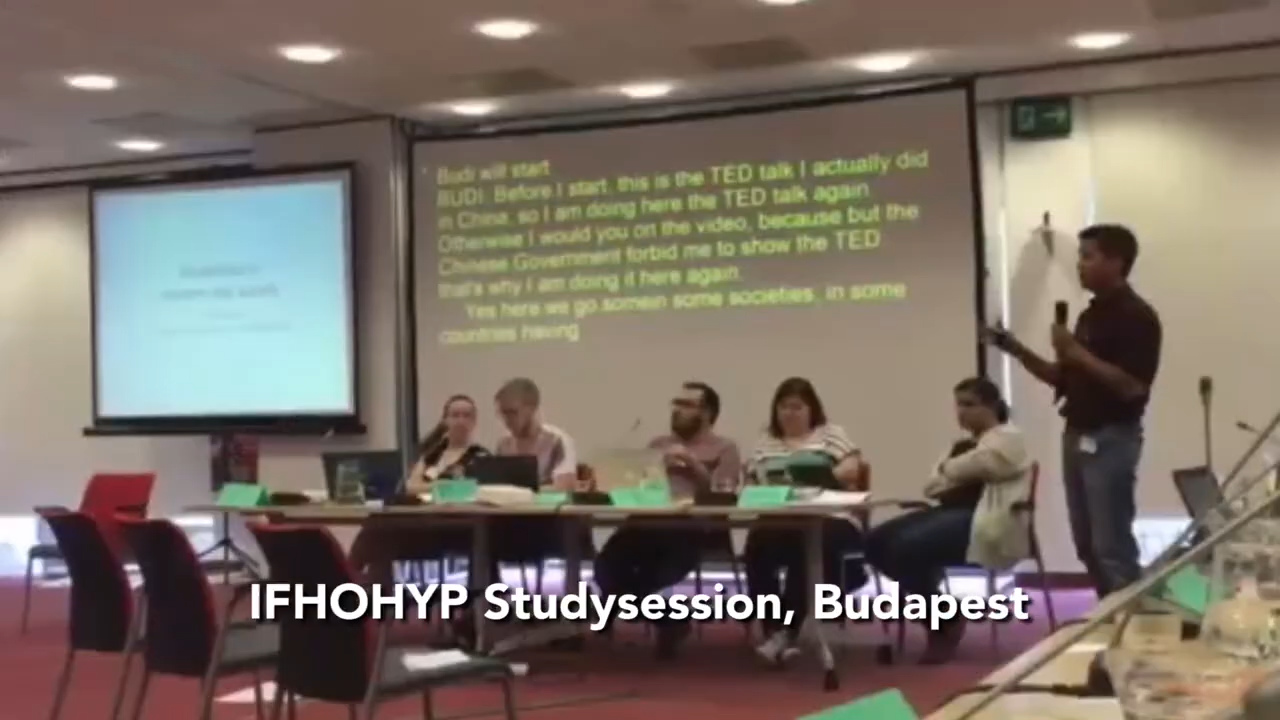 Budi will start
BUDI: Before I start, this is the TED talk I actually did
in China, so I am doing here the TED talk again
Otherwise I would you on the video, because but the
Chinese Government forbid me to show the TED
that's why I am doing it here again.
Yes here we go somein some societies, in some
countries having
IFHOHYP Studysession, Budapest